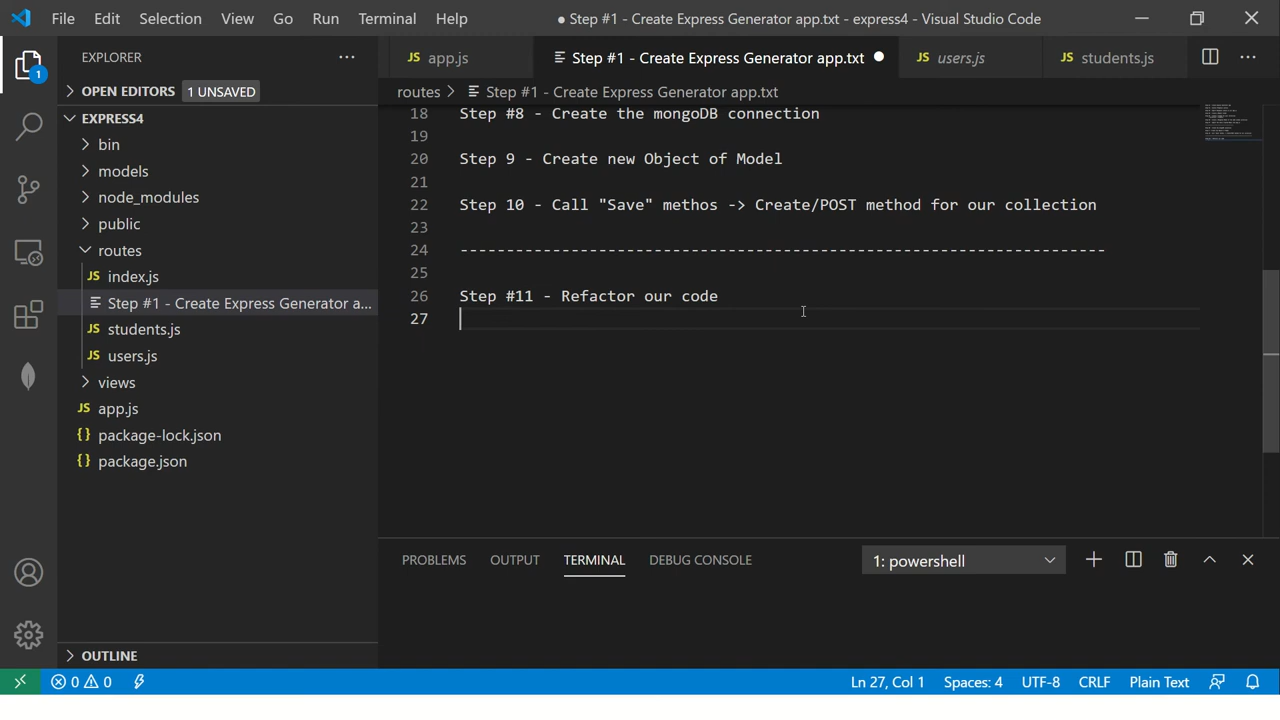 File Edit Selection View Go Run Terminal Help ● Step #1 - Create Express Generator app.txt - express4 - Visual Studio Code
EXPLORER
JS app.js
Step #1 - Create Express Generator app.txt
JS users.js
JS students.js
1
OPEN EDITORS 1 UNSAVED
routes > Step #1 - Create Express Generator app.txt
EXPRESS4
bin
models
node_modules
public
routes
JS index.js
Step #1 - Create Express Generator a...
JS students.js
JS users.js
views
JS app.js
{} package-lock.json
{} package.json
OUTLINE
18 Step #8 - Create the mongoDB connection
19
20 Step 9 - Create new Object of Model
21
22 Step 10 - Call "Save" methos -> Create/POST method for our collection
23
24 ----------------------------------------------------------------------
25
26 Step #11 - Refactor our code
27
PROBLEMS OUTPUT TERMINAL DEBUG CONSOLE 1: powershell
0 0 Ln 27, Col 1 Spaces: 4 UTF-8 CRLF Plain Text